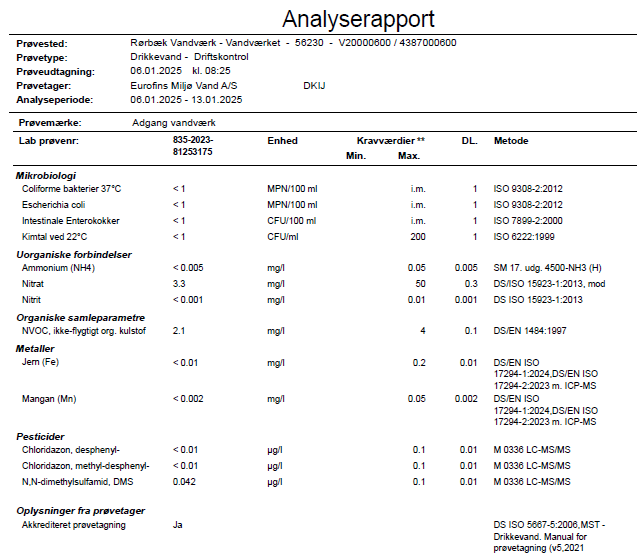 Analyserapport
Prøvested: Rørbæk Vandværk - Vandværket - 56230 - V20000600 / 4387000600
Prøvetype: Drikkevand - Driftskontrol
Prøveudtagning: 06.01.2025 kl. 08:25
Prøvetager: Eurofins Miljø Vand A/S DKIJ
Analyseperiode: 06.01.2025 - 13.01.2025
Prøvemærke: Adgang vandværk
Lab prøvenr: 835-2023- Enhed Kravværdier ** DL. Metode
81253175 Min. Max.
Mikrobiologi
Coliforme bakterier 37°C < 1 MPN/100 ml i.m. 1 ISO 9308-2:2012
Escherichia coli < 1 MPN/100 ml i.m. 1 ISO 9308-2:2012
Intestinale Enterokokker < 1 CFU/100 ml i.m. 1 ISO 7899-2:2000
Kimtal ved 22°C < 1 CFU/ml 200 1 ISO 6222:1999
Uorganiske forbindelser
Ammonium (NH4) < 0.005 mg/l 0.05 0.005 SM 17. udg. 4500-NH3 (H)
Nitrat 3.3 mg/l 50 0.3 DS/ISO 15923-1:2013, mod
Nitrit < 0.001 mg/l 0.01 0.001 DS ISO 15923-1:2013
Organiske samleparametre
NVOC, ikke-flygtigt org. kulstof 2.1 mg/l 4 0.1 DS/EN 1484:1997
Metaller
Jern (Fe) < 0.01 mg/l 0.2 0.01 DS/EN ISO
17294-1:2024,DS/EN ISO
17294-2:2023 m. ICP-MS
Mangan (Mn) < 0.002 mg/l 0.05 0.002 DS/EN ISO
17294-1:2024,DS/EN ISO
17294-2:2023 m. ICP-MS
Pesticider
Chloridazon, desphenyl- < 0.01 µg/l 0.1 0.01 M 0336 LC-MS/MS
Chloridazon, methyl-desphenyl- < 0.01 µg/l 0.1 0.01 M 0336 LC-MS/MS
N,N-dimethylsulfamid, DMS 0.042 µg/l 0.1 0.01 M 0336 LC-MS/MS
Oplysninger fra prøvetager
Akkrediteret prøvetagning Ja DS ISO 5667-5:2006,MST -
Drikkevand. Manual for
prøvetagning (v5,2021